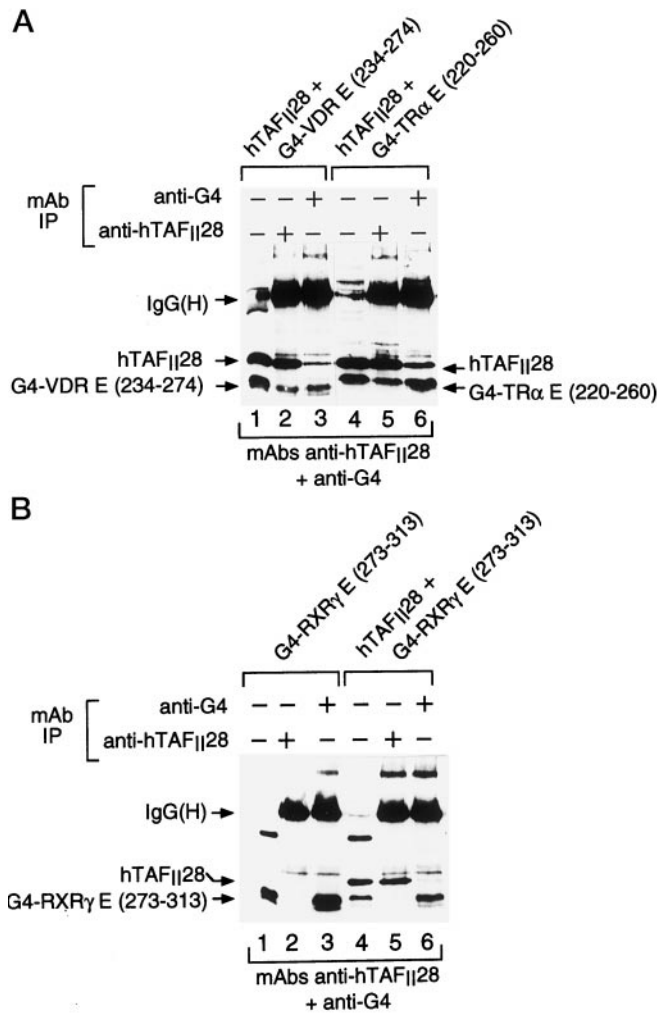 A
hTAFII28 +
G4-VDR E (234-274)
hTAFII28 +
G4-TRα E (220-260)
mAb
IP
anti-G4 − − + − − +
anti-hTAFII28 − + − − + −
IgG(H)
hTAFII28
hTAFII28
G4-VDR E (234-274)
G4-TRα E (220-260)
1 2 3 4 5 6
mAbs anti-hTAFII28
+ anti-G4
B
G4-RXRγ E (273-313)
hTAFII28 +
G4-RXRγ E (273-313)
mAb
IP
anti-G4 − − + − − +
anti-hTAFII28 − + − − + −
IgG(H)
hTAFII28
G4-RXRγ E (273-313)
1 2 3 4 5 6
mAbs anti-hTAFII28
+ anti-G4